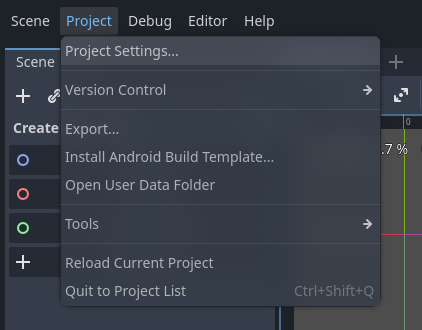 Scene Project Debug Editor Help
Project Settings...
Scene
Version Control
Create
Export...
0
Install Android Build Template...
.7 %
Open User Data Folder
Tools
Reload Current Project
Quit to Project List Ctrl+Shift+Q